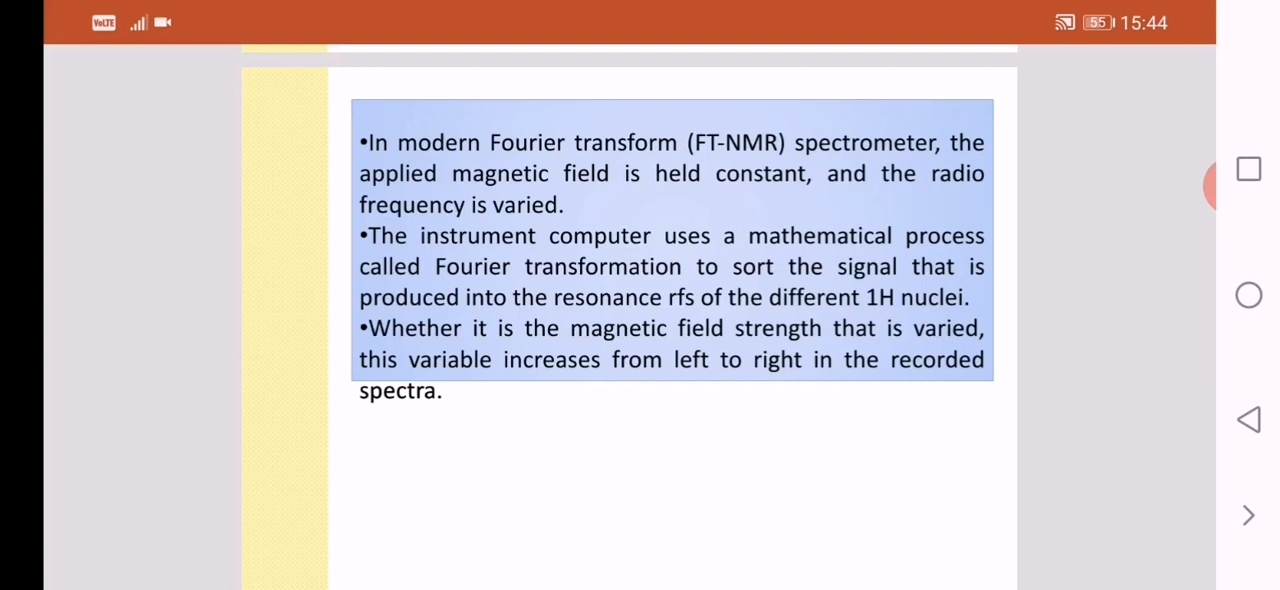 VoLTE 55 15:44
•In modern Fourier transform (FT-NMR) spectrometer, the
applied magnetic field is held constant, and the radio
frequency is varied.
•The instrument computer uses a mathematical process
called Fourier transformation to sort the signal that is
produced into the resonance rfs of the different 1H nuclei.
•Whether it is the magnetic field strength that is varied,
this variable increases from left to right in the recorded
spectra.